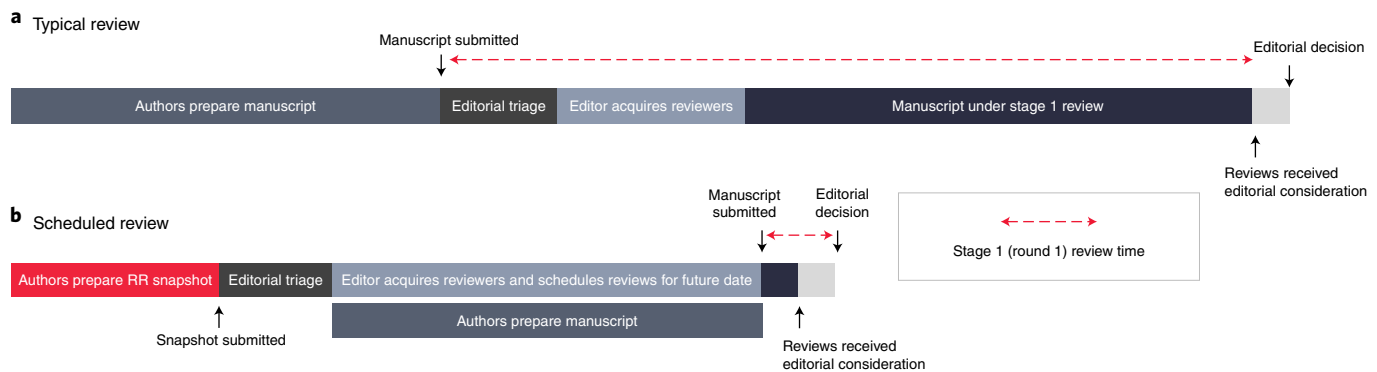 a Typical review
Manuscript submitted
Editorial decision
Authors prepare manuscript
Editorial triage
Editor acquires reviewers
Manuscript under stage 1 review
Reviews received
editorial consideration
b Scheduled review
Manuscript
submitted
Editorial
decision
Authors prepare RR snapshot
Editorial triage
Editor acquires reviewers and schedules reviews for future date
Authors prepare manuscript
Snapshot submitted
Reviews received
editorial consideration
Stage 1 (round 1) review time